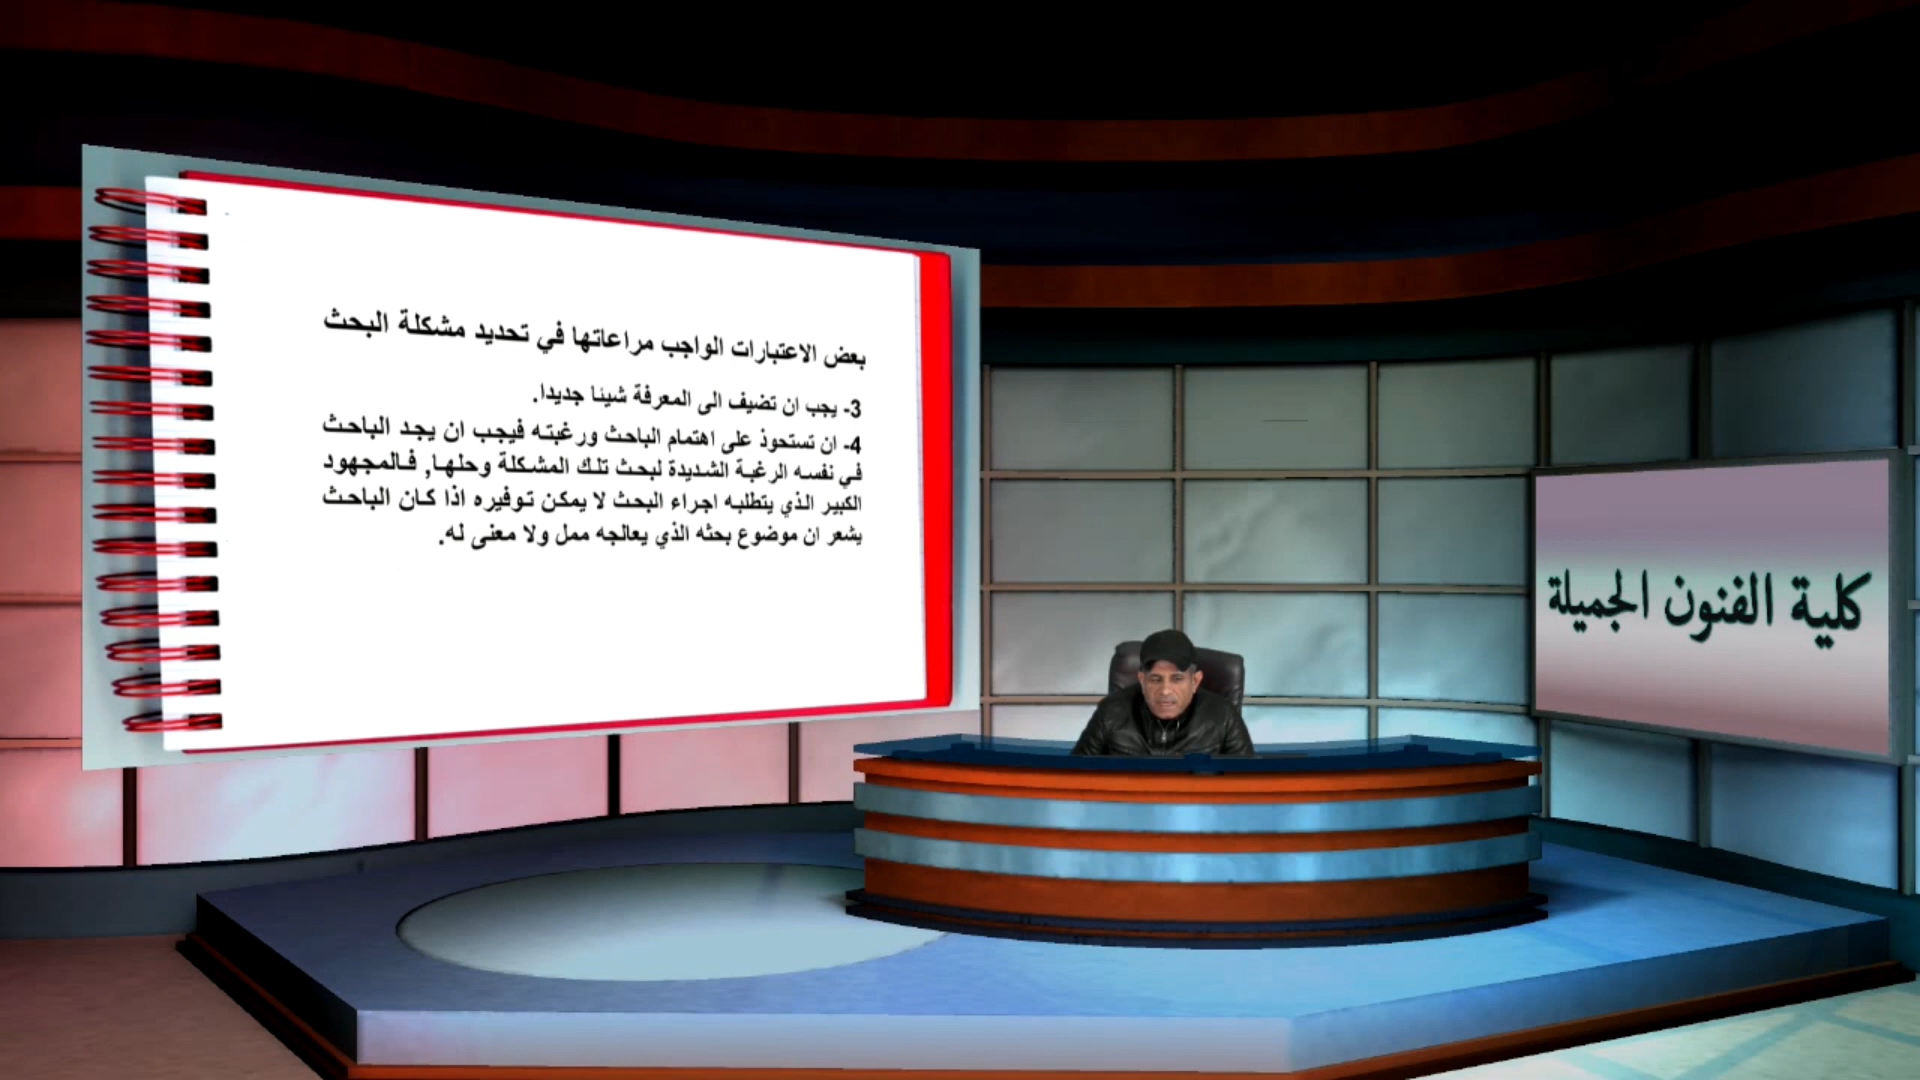 بعض الاعتبارات الواجب مراعاتها في تحديد مشكلة البحث
3- يجب ان تضيف الى المعرفة شيئا جديدا.
4- ان تستحوذ على اهتمام الباحث ورغبته فيجب ان يجد الباحث
في نفسه الرغبة الشديدة لبحث تلك المشكلة وحلها, فالمجهود
الكبير الذي يتطلبه اجراء البحث لا يمكن توفيره اذا كان الباحث
يشعر ان موضوع بحثه الذي يعالجه ممل ولا معنى له.
كلية الفنون الجميلة